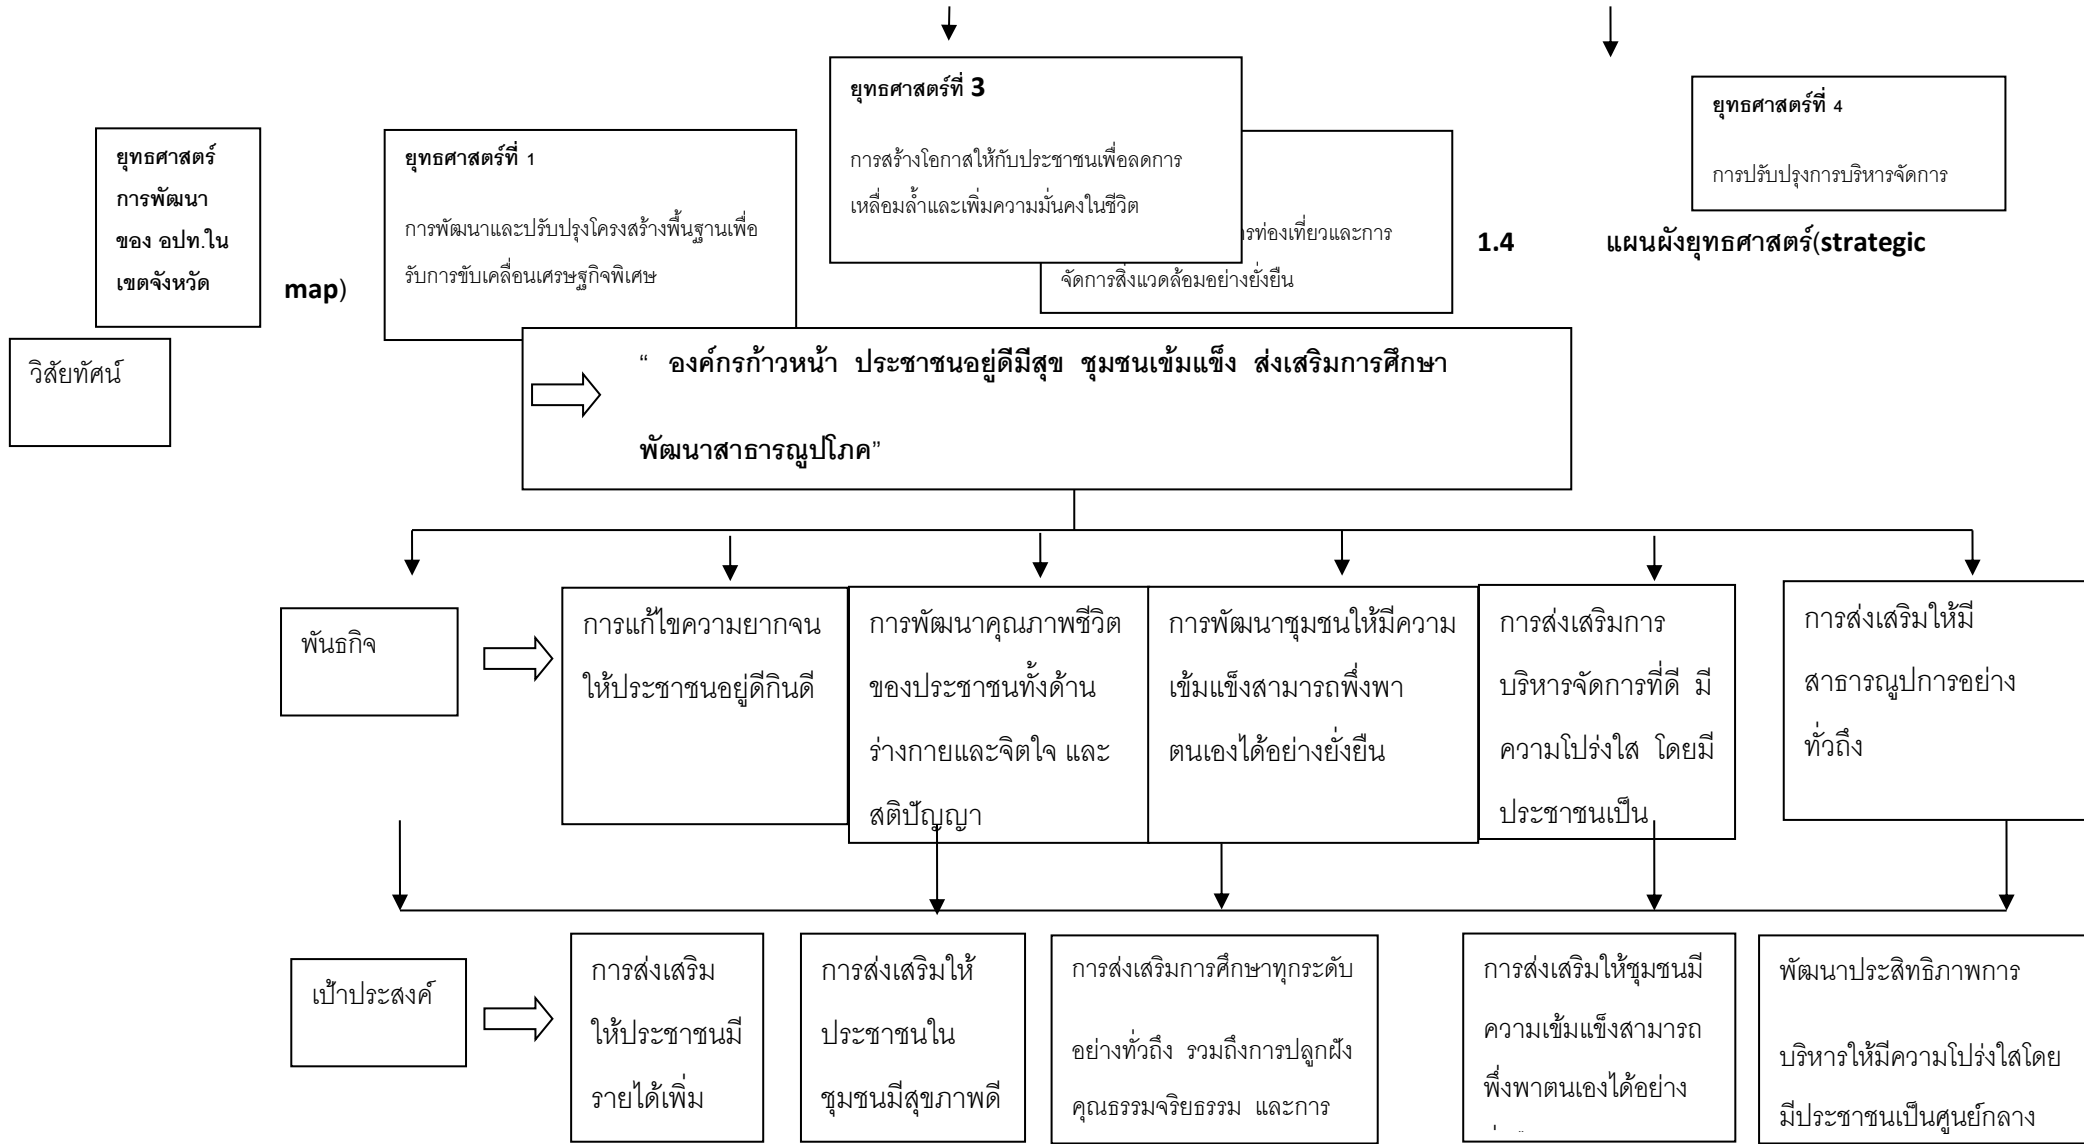 ยุทธศาสตร์
การพัฒนา
ของ อปท.ใน
เขตจังหวัด
ยุทธศาสตร์ที่ 1
การพัฒนาและปรับปรุงโครงสร้างพื้นฐานเพื่อ
รับการขับเคลื่อนเศรษฐกิจพิเศษ
ยุทธศาสตร์ที่ 3
การสร้างโอกาสให้กับประชาชนเพื่อลดการ
เหลื่อมล้ำและเพิ่มความมั่นคงในชีวิต
ท่องเที่ยวและการ
จัดการสิ่งแวดล้อมอย่างยั่งยืน
ยุทธศาสตร์ที่ 4
การปรับปรุงการบริหารจัดการ
1.4 แผนผังยุทธศาสตร์(strategic
map)
วิสัยทัศน์
“ องค์กรก้าวหน้า ประชาชนอยู่ดีมีสุข ชุมชนเข้มแข็ง ส่งเสริมการศึกษา
พัฒนาสาธารณูปโภค”
พันธกิจ
การแก้ไขความยากจน
ให้ประชาชนอยู่ดีกินดี
การพัฒนาคุณภาพชีวิต
ของประชาชนทั้งด้าน
ร่างกายและจิตใจ และ
สติปัญญา
การพัฒนาชุมชนให้มีความ
เข้มแข็งสามารถพึ่งพา
ตนเองได้อย่างยั่งยืน
การส่งเสริมการ
บริหารจัดการที่ดี มี
ความโปร่งใส โดยมี
ประชาชนเป็น
การส่งเสริมให้มี
สาธารณูปการอย่าง
ทั่วถึง
เป้าประสงค์
การส่งเสริม
ให้ประชาชนมี
รายได้เพิ่ม
การส่งเสริมให้
ประชาชนใน
ชุมชนมีสุขภาพดี
การส่งเสริมการศึกษาทุกระดับ
อย่างทั่วถึง รวมถึงการปลูกฝัง
คุณธรรมจริยธรรม และการ
การส่งเสริมให้ชุมชนมี
ความเข้มแข็งสามารถ
พึ่งพาตนเองได้อย่าง
พัฒนาประสิทธิภาพการ
บริหารให้มีความโปร่งใสโดย
มีประชาชนเป็นศูนย์กลาง